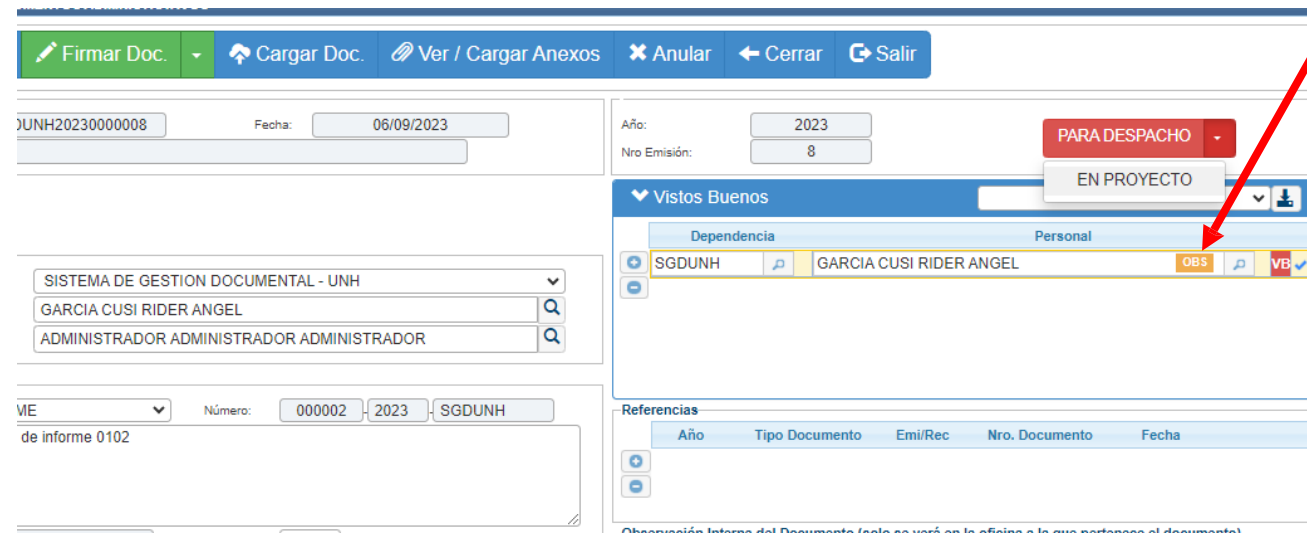 Firmar Doc. Cargar Doc. Ver / Cargar Anexos Anular Cerrar Salir
UNH20230000008 Fecha: 06/09/2023
Año: 2023
Nro Emisión: 8
PARA DESPACHO
EN PROYECTO
Vistos Buenos
Dependencia Personal
SGDUNH GARCIA CUSI RIDER ANGEL OBS VB
SISTEMA DE GESTION DOCUMENTAL - UNH
GARCIA CUSI RIDER ANGEL
ADMINISTRADOR ADMINISTRADOR ADMINISTRADOR
ME Número: 000002 - 2023 - SGDUNH
de informe 0102
Referencias
Año Tipo Documento Emi/Rec Nro. Documento Fecha
Observación Interna del Documento (solo se verá en la oficina a la que pertenece el documento)